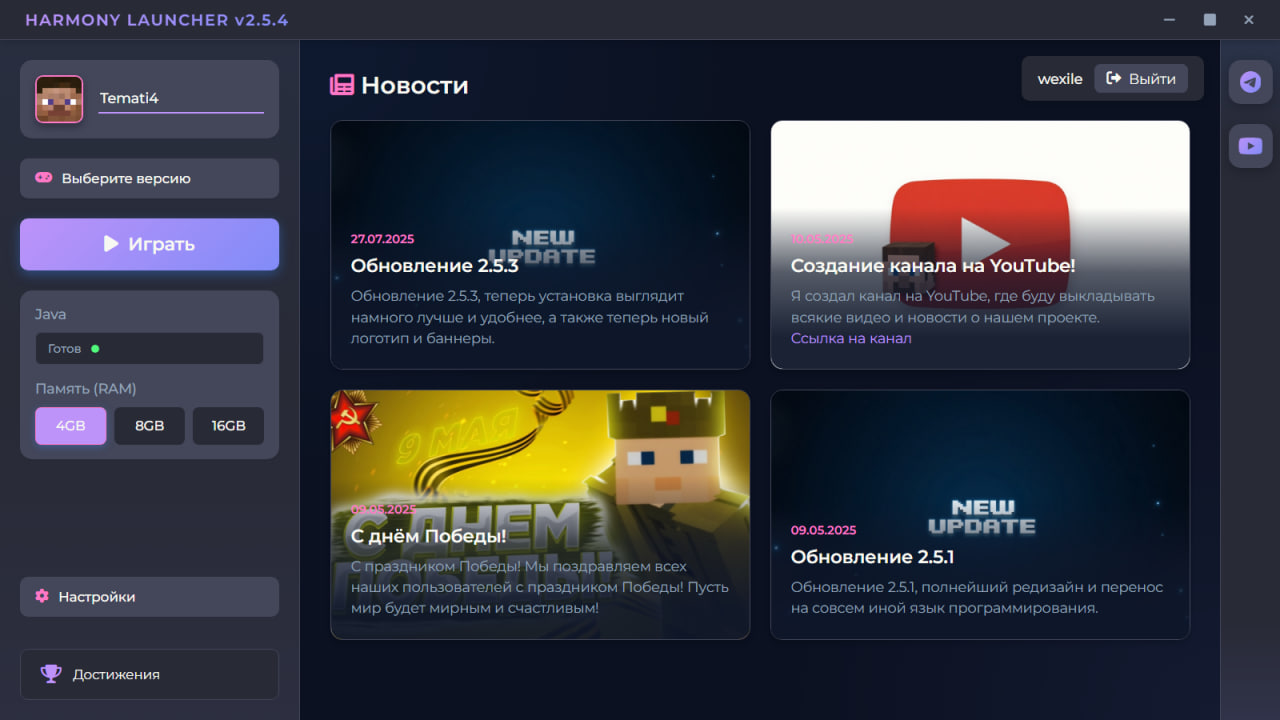 HARMONY LAUNCHER v2.5.4
Temati4
Выберите версию
Играть
Java
Готов
Память (RAM)
4GB
8GB
16GB
Настройки
Достижения
Новости
wexile
Выйти
NEW
UPDATE
27.07.2025
Обновление 2.5.3
Обновление 2.5.3, теперь установка выглядит
намного лучше и удобнее, а также теперь новый
логотип и баннеры.
10.05.2025
Создание канала на YouTube!
Я создал канал на YouTube, где буду выкладывать
всякие видео и новости о нашем проекте.
Ссылка на канал
9 МАЯ
С ДНЕМ
ПОБЕДЫ!
09.05.2025
С днём Победы!
С праздником Победы! Мы поздравляем всех
наших пользователей с праздником Победы! Пусть
мир будет мирным и счастливым!
NEW
UPDATE
09.05.2025
Обновление 2.5.1
Обновление 2.5.1, полнейший редизайн и перенос
на совсем иной язык программирования.